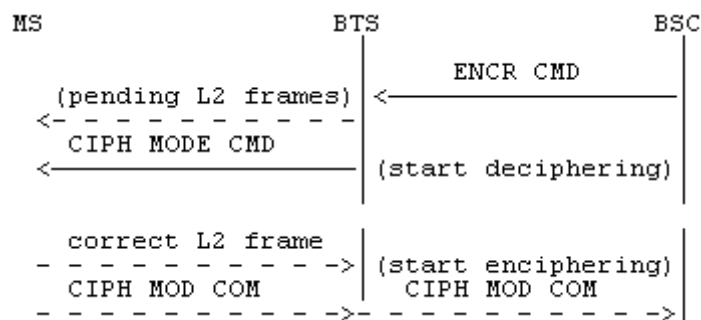 MS BTS BSC
ENCR CMD
(pending L2 frames)
CIPH MODE CMD
(start deciphering)
correct L2 frame
(start enciphering)
CIPH MOD COM CIPH MOD COM